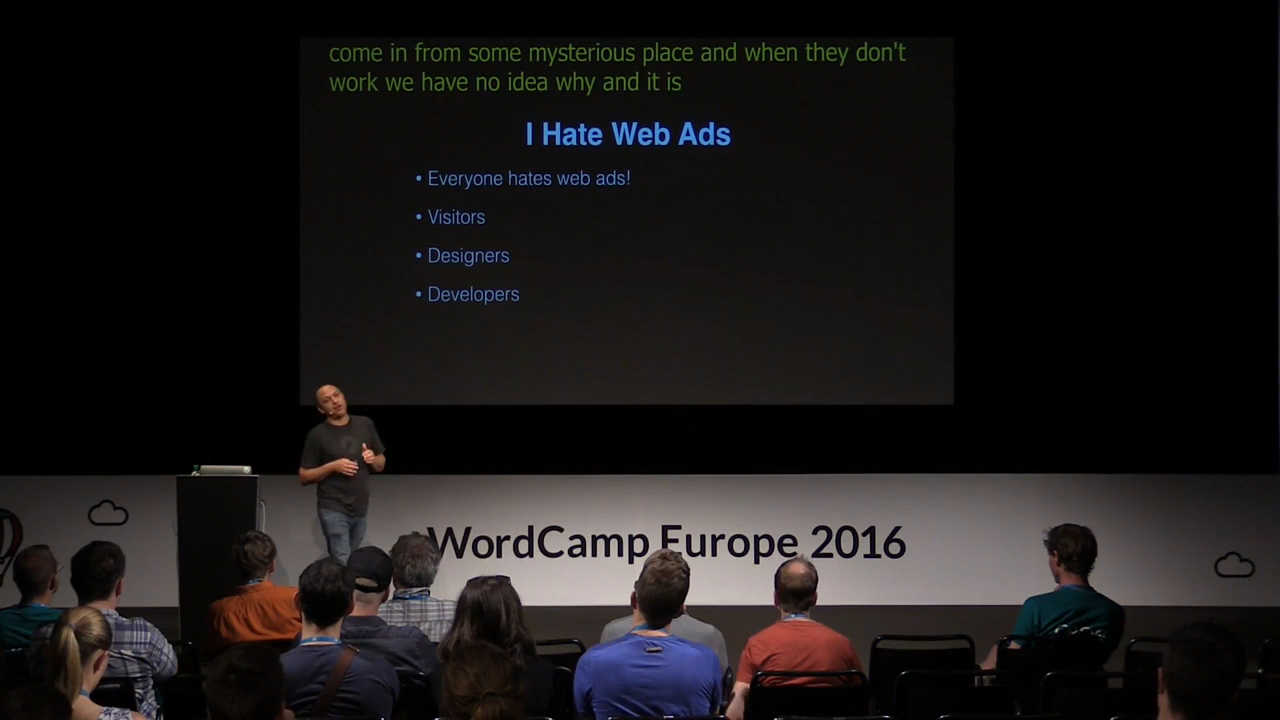 come in from some mysterious place and when they don't
work we have no idea why and it is
I Hate Web Ads
• Everyone hates web ads!
• Visitors
• Designers
• Developers
WordCamp Europe 2016